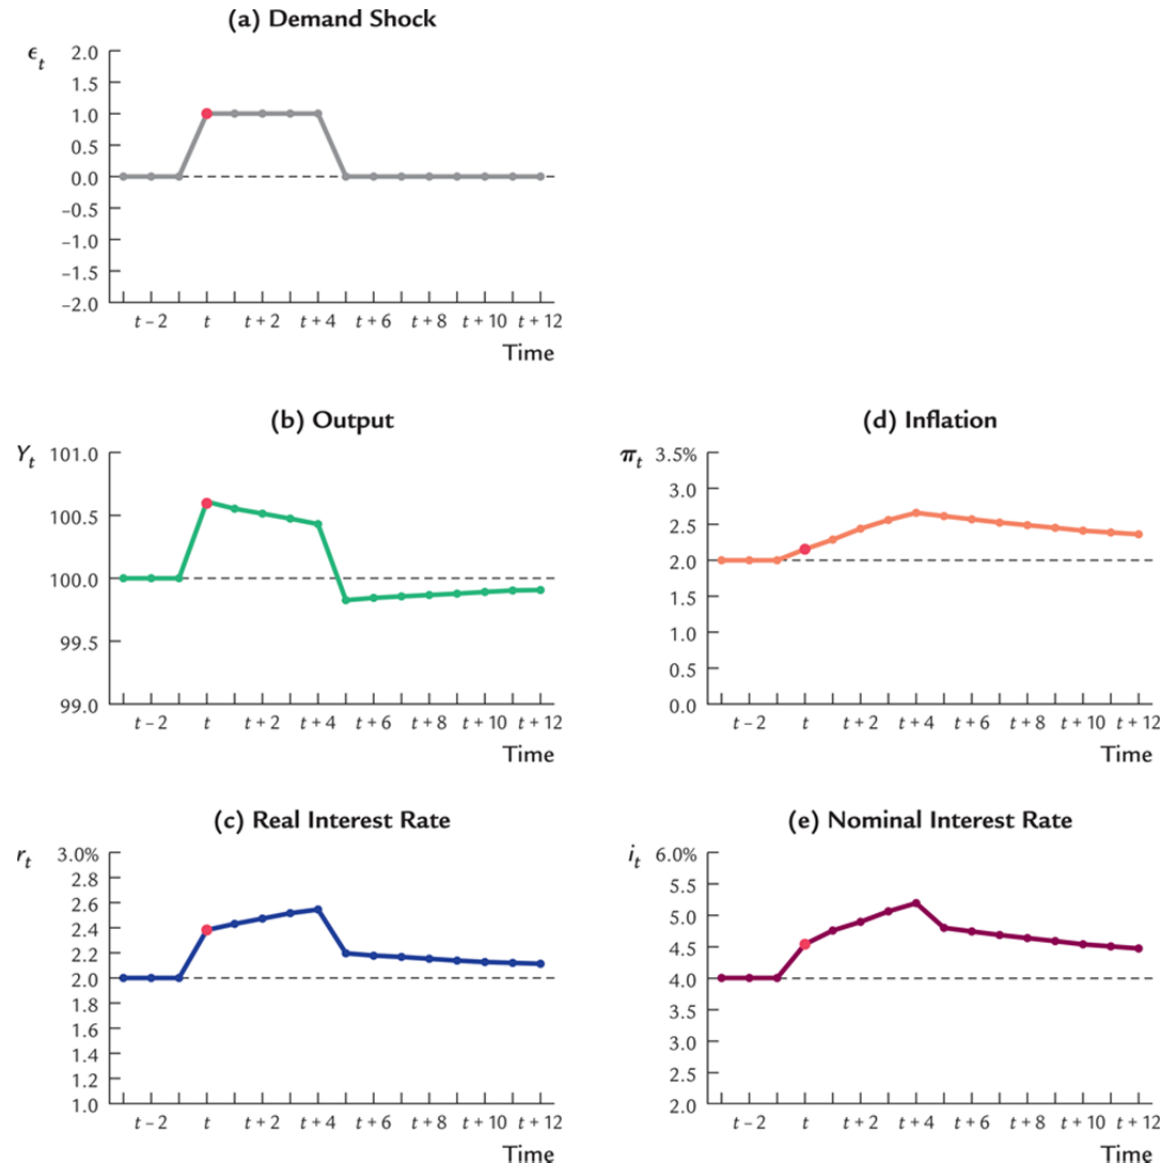 (a) Demand Shock
ϵt
2.0
1.5
1.0
0.5
0.0
–0.5
–1.0
–1.5
–2.0
t – 2 t t + 2 t + 4 t + 6 t + 8 t + 10 t + 12
Time
(b) Output
Yt
101.0
100.5
100.0
99.5
99.0
t – 2 t t + 2 t + 4 t + 6 t + 8 t + 10 t + 12
Time
(d) Inflation
πt
3.5%
3.0
2.5
2.0
1.5
1.0
0.5
0.0
t – 2 t t + 2 t + 4 t + 6 t + 8 t + 10 t + 12
Time
(c) Real Interest Rate
rt
3.0%
2.8
2.6
2.4
2.2
2.0
1.8
1.6
1.4
1.2
1.0
t – 2 t t + 2 t + 4 t + 6 t + 8 t + 10 t + 12
Time
(e) Nominal Interest Rate
it
6.0%
5.5
5.0
4.5
4.0
3.5
3.0
2.5
2.0
t – 2 t t + 2 t + 4 t + 6 t + 8 t + 10 t + 12
Time